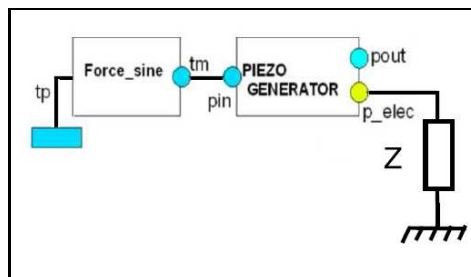 Force_sine
tm
PIEZO
GENERATOR
pout
tp
pin
p_elec
Z